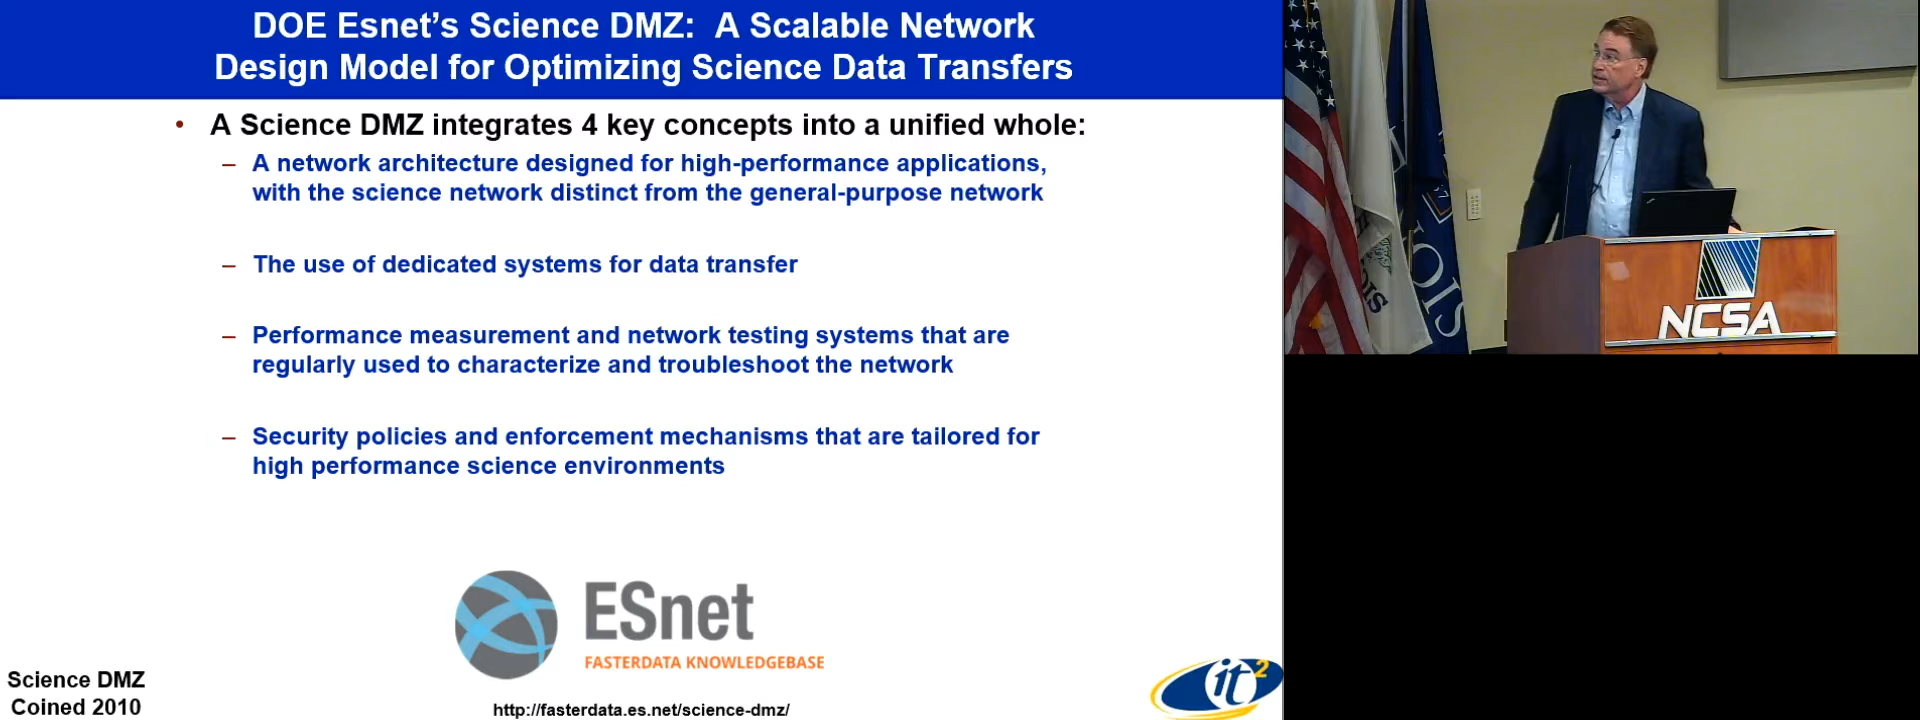 DOE Esnet's Science DMZ: A Scalable Network
Design Model for Optimizing Science Data Transfers
• A Science DMZ integrates 4 key concepts into a unified whole:
– A network architecture designed for high-performance applications,
with the science network distinct from the general-purpose network
– The use of dedicated systems for data transfer
– Performance measurement and network testing systems that are
regularly used to characterize and troubleshoot the network
– Security policies and enforcement mechanisms that are tailored for
high performance science environments
ESnet
FASTERDATA KNOWLEDGEBASE
http://fasterdata.es.net/science-dmz/
Science DMZ
Coined 2010
it2
NCSA